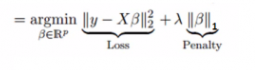 = argmin ‖y − Xβ‖₂² + λ ‖β‖₁
β∈ℝᵖ
Loss Penalty